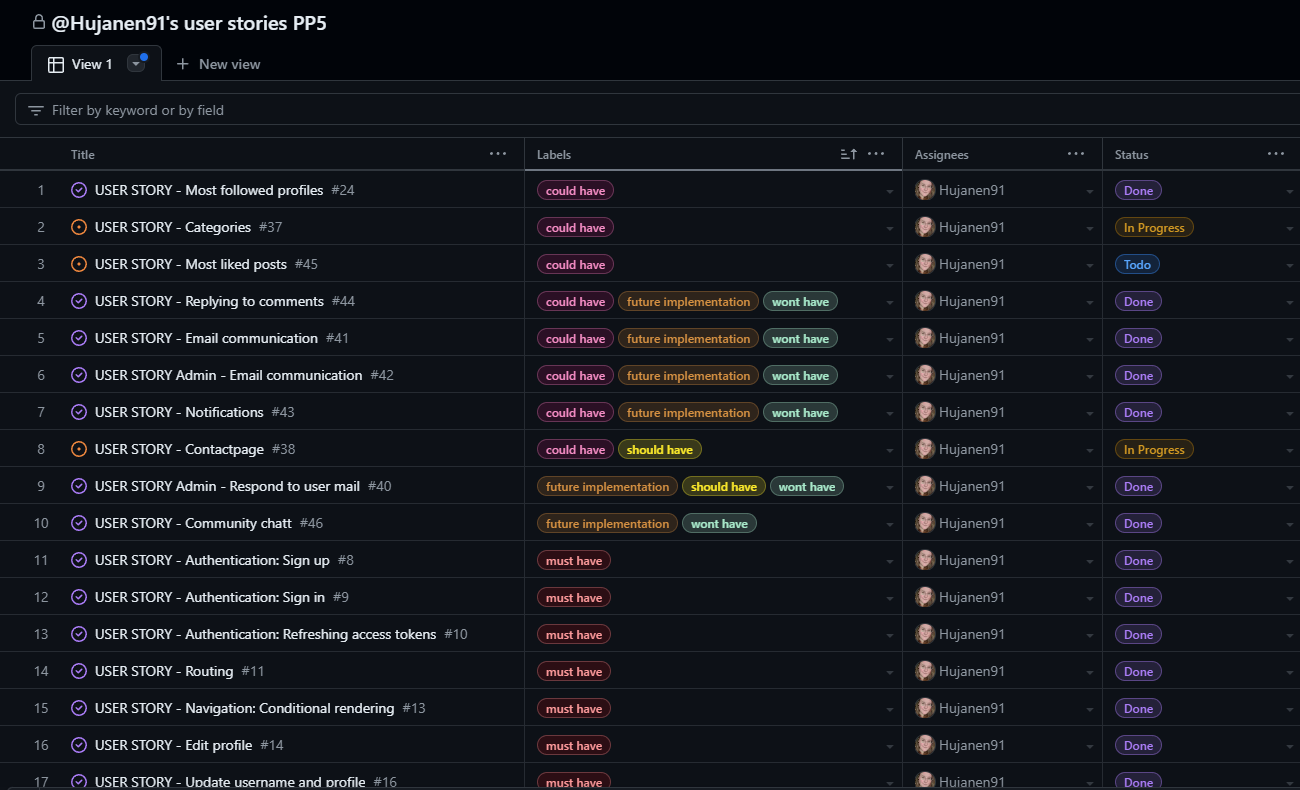 @Hujanen91's user stories PP5
View 1 New view
Filter by keyword or by field
Title Labels Assignees Status
1 USER STORY - Most followed profiles #24 could have Hujanen91 Done
2 USER STORY - Categories #37 could have Hujanen91 In Progress
3 USER STORY - Most liked posts #45 could have Hujanen91 Todo
4 USER STORY - Replying to comments #44 could have future implementation wont have Hujanen91 Done
5 USER STORY - Email communication #41 could have future implementation wont have Hujanen91 Done
6 USER STORY Admin - Email communication #42 could have future implementation wont have Hujanen91 Done
7 USER STORY - Notifications #43 could have future implementation wont have Hujanen91 Done
8 USER STORY - Contactpage #38 could have should have Hujanen91 In Progress
9 USER STORY Admin - Respond to user mail #40 future implementation should have wont have Hujanen91 Done
10 USER STORY - Community chatt #46 future implementation wont have Hujanen91 Done
11 USER STORY - Authentication: Sign up #8 must have Hujanen91 Done
12 USER STORY - Authentication: Sign in #9 must have Hujanen91 Done
13 USER STORY - Authentication: Refreshing access tokens #10 must have Hujanen91 Done
14 USER STORY - Routing #11 must have Hujanen91 Done
15 USER STORY - Navigation: Conditional rendering #13 must have Hujanen91 Done
16 USER STORY - Edit profile #14 must have Hujanen91 Done
17 USER STORY - Update username and profile #16 must have Hujanen91 Done